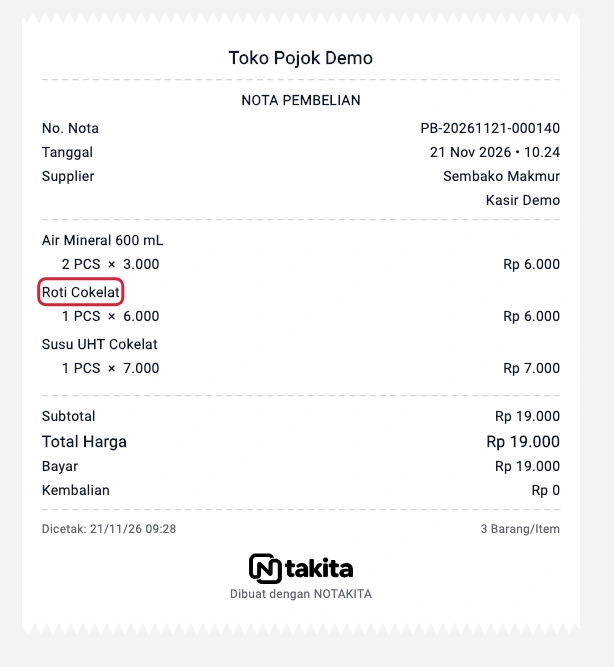 Toko Pojok Demo
NOTA PEMBELIAN
No. Nota PB-20261121-000140
Tanggal 21 Nov 2026 • 10.24
Supplier Sembako Makmur
Kasir Demo
Air Mineral 600 mL
2 PCS × 3.000 Rp 6.000
Roti Cokelat
1 PCS × 6.000 Rp 6.000
Susu UHT Cokelat
1 PCS × 7.000 Rp 7.000
Subtotal Rp 19.000
Total Harga Rp 19.000
Bayar Rp 19.000
Kembalian Rp 0
Dicetak: 21/11/26 09:28 3 Barang/Item
Ntakita
Dibuat dengan NOTAKITA